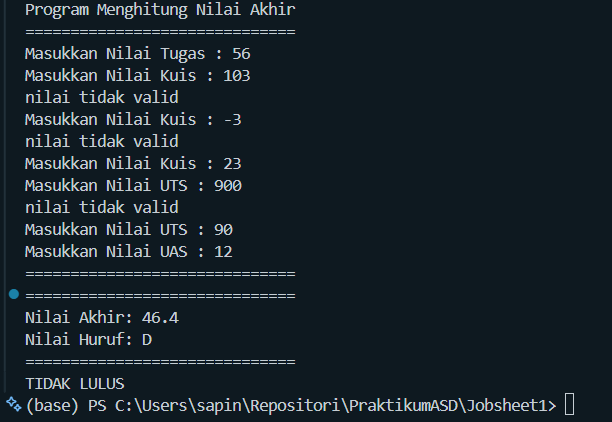 Program Menghitung Nilai Akhir
==============================
Masukkan Nilai Tugas : 56
Masukkan Nilai Kuis : 103
nilai tidak valid
Masukkan Nilai Kuis : -3
nilai tidak valid
Masukkan Nilai Kuis : 23
Masukkan Nilai UTS : 900
nilai tidak valid
Masukkan Nilai UTS : 90
Masukkan Nilai UAS : 12
==============================
==============================
Nilai Akhir: 46.4
Nilai Huruf: D
==============================
TIDAK LULUS
(base) PS C:\Users\sapin\Repositori\PraktikumASD\Jobsheet1>